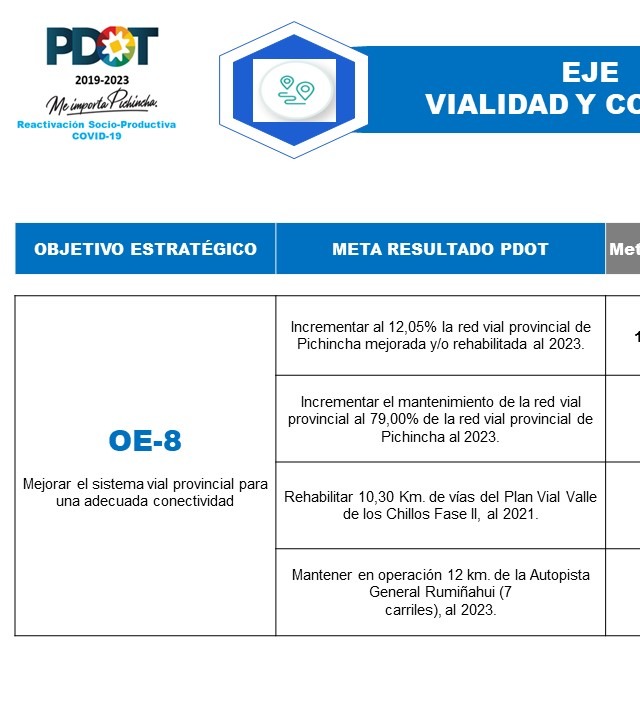 PDOT
2019-2023
Me importa Pichincha.
Reactivación Socio-Productiva
COVID-19
EJE
VIALIDAD Y CO
OBJETIVO ESTRATÉGICO
META RESULTADO PDOT
Met
OE-8
Mejorar el sistema vial provincial para
una adecuada conectividad
Incrementar al 12,05% la red vial provincial de
Pichincha mejorada y/o rehabilitada al 2023.
1
Incrementar el mantenimiento de la red vial
provincial al 79,00% de la red vial provincial de
Pichincha al 2023.
Rehabilitar 10,30 Km. de vías del Plan Vial Valle
de los Chillos Fase II, al 2021.
Mantener en operación 12 km. de la Autopista
General Rumiñahui (7
carriles), al 2023.